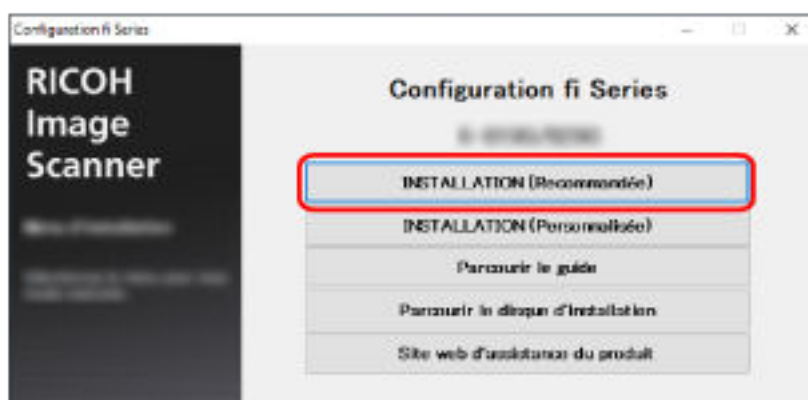 Configuration fi Series
RICOH
Image
Scanner
Configuration fi Series
INSTALLATION (Recommandée)
INSTALLATION (Personnalisée)
Parcourir le guide
Parcourir le disque d'installation
Site web d'assistance du produit